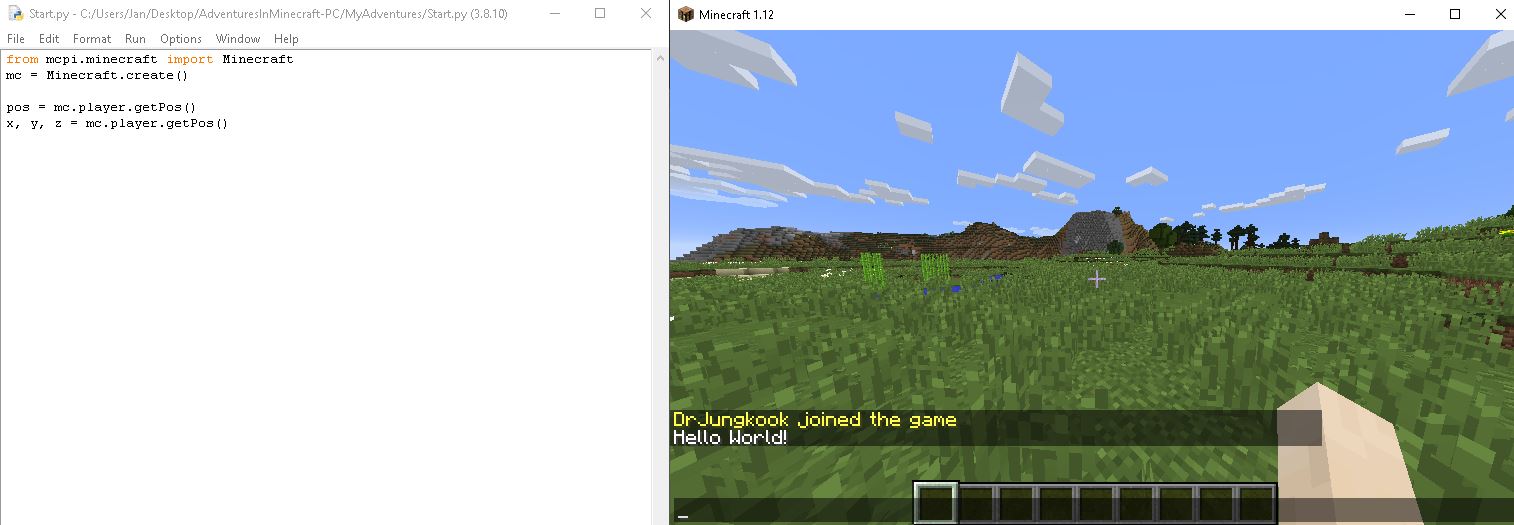 Start.py - C:/Users/Jan/Desktop/AdventuresInMinecraft-PC/MyAdventures/Start.py (3.8.10)
File Edit Format Run Options Window Help
from mcpi.minecraft import Minecraft
mc = Minecraft.create()
pos = mc.player.getPos()
x, y, z = mc.player.getPos()
Minecraft 1.12
DrJungkook joined the game
Hello World!
_